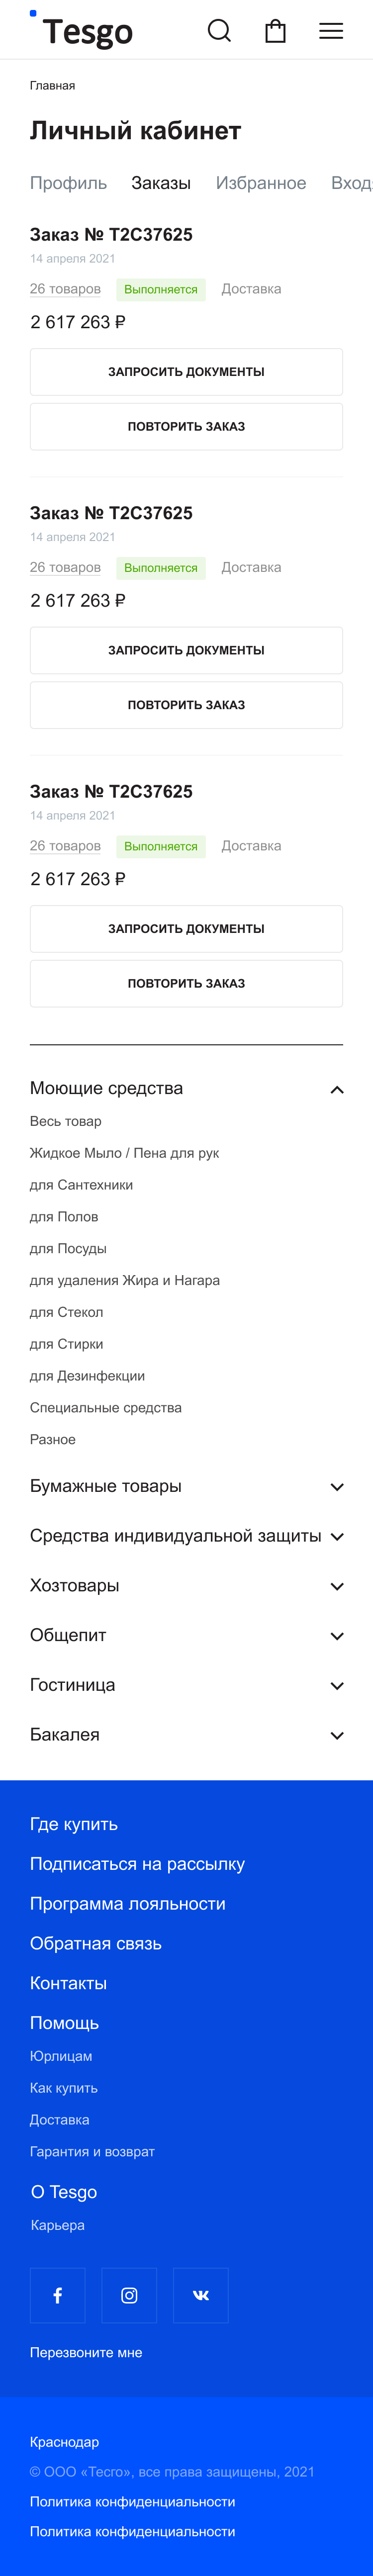 Tesgo
Главная
Личный кабинет
Профиль Заказы Избранное Входя
Заказ № Т2С37625
14 апреля 2021
26 товаров Выполняется Доставка
2 617 263 ₽
ЗАПРОСИТЬ ДОКУМЕНТЫ
ПОВТОРИТЬ ЗАКАЗ
Заказ № Т2С37625
14 апреля 2021
26 товаров Выполняется Доставка
2 617 263 ₽
ЗАПРОСИТЬ ДОКУМЕНТЫ
ПОВТОРИТЬ ЗАКАЗ
Заказ № Т2С37625
14 апреля 2021
26 товаров Выполняется Доставка
2 617 263 ₽
ЗАПРОСИТЬ ДОКУМЕНТЫ
ПОВТОРИТЬ ЗАКАЗ
Моющие средства
Весь товар
Жидкое Мыло / Пена для рук
для Сантехники
для Полов
для Посуды
для удаления Жира и Нагара
для Стекол
для Стирки
для Дезинфекции
Специальные средства
Разное
Бумажные товары
Средства индивидуальной защиты
Хозтовары
Общепит
Гостиница
Бакалея
Где купить
Подписаться на рассылку
Программа лояльности
Обратная связь
Контакты
Помощь
Юрлицам
Как купить
Доставка
Гарантия и возврат
О Tesgo
Карьера
Перезвоните мне
Краснодар
© ООО «Тесго», все права защищены, 2021
Политика конфиденциальности
Политика конфиденциальности